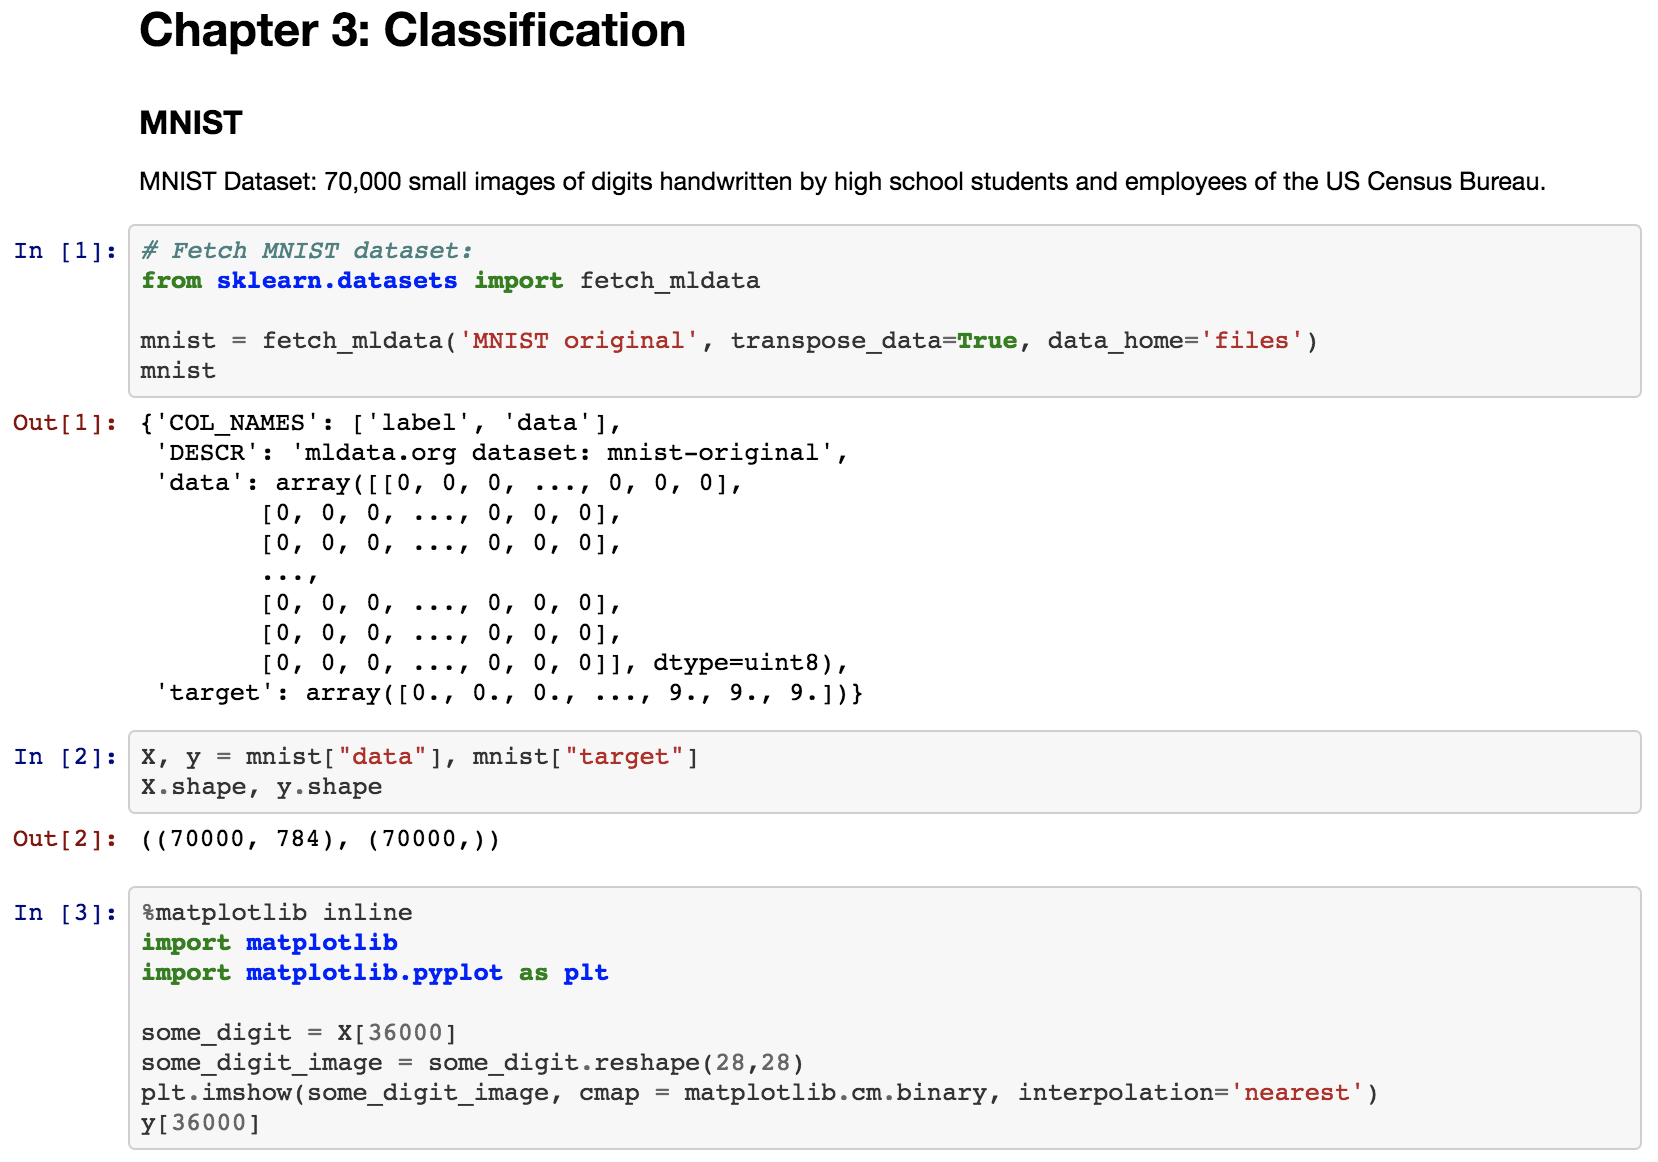 Chapter 3: Classification
MNIST
MNIST Dataset: 70,000 small images of digits handwritten by high school students and employees of the US Census Bureau.
In [1]: # Fetch MNIST dataset:
from sklearn.datasets import fetch_mldata
mnist = fetch_mldata('MNIST original', transpose_data=True, data_home='files')
mnist
Out[1]: {'COL_NAMES': ['label', 'data'],
 'DESCR': 'mldata.org dataset: mnist-original',
 'data': array([[0, 0, 0, ..., 0, 0, 0],
        [0, 0, 0, ..., 0, 0, 0],
        [0, 0, 0, ..., 0, 0, 0],
        ...,
        [0, 0, 0, ..., 0, 0, 0],
        [0, 0, 0, ..., 0, 0, 0],
        [0, 0, 0, ..., 0, 0, 0]], dtype=uint8),
 'target': array([0., 0., 0., ..., 9., 9., 9.])}
In [2]: X, y = mnist["data"], mnist["target"]
X.shape, y.shape
Out[2]: ((70000, 784), (70000,))
In [3]: %matplotlib inline
import matplotlib
import matplotlib.pyplot as plt
some_digit = X[36000]
some_digit_image = some_digit.reshape(28,28)
plt.imshow(some_digit_image, cmap = matplotlib.cm.binary, interpolation='nearest')
y[36000]